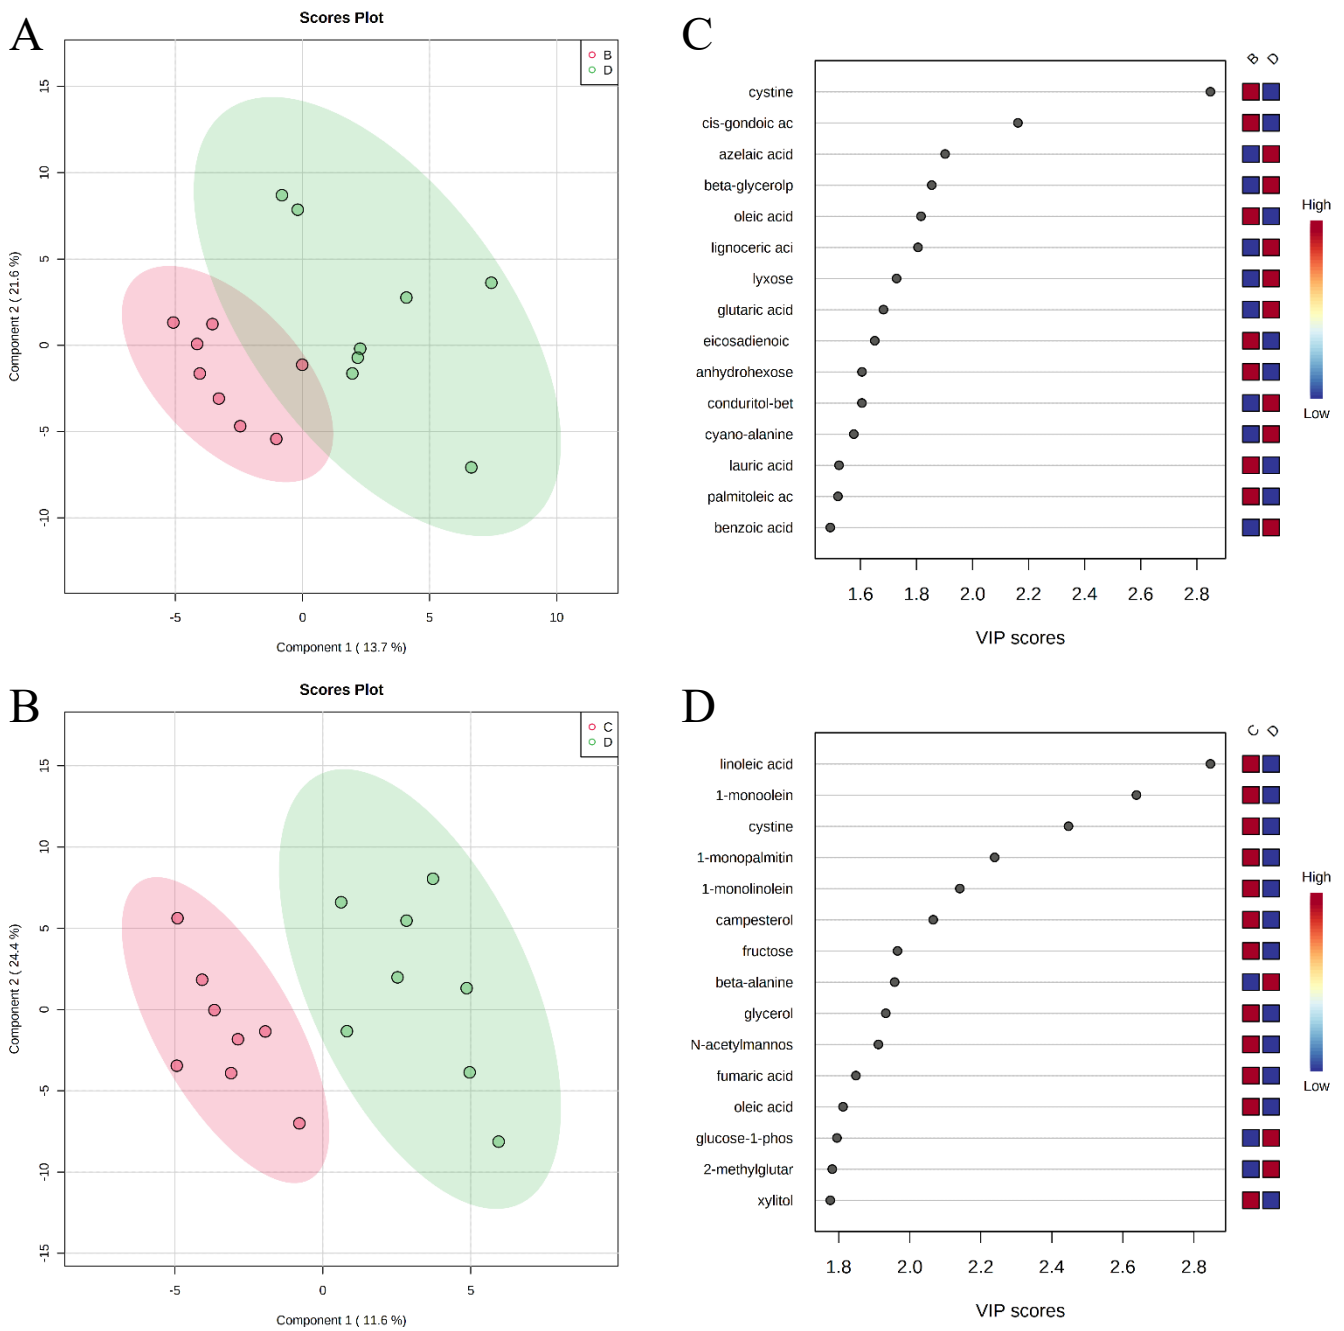 A
Scores Plot
B
D
15
10
5
0
-5
-10
Component 2 ( 21.6 %)
-5
0
5
10
Component 1 ( 13.7 %)
C
B D
cystine
cis-gondoic ac
azelaic acid
beta-glycerolp
oleic acid
lignoceric aci
lyxose
glutaric acid
eicosadienoic
anhydrohexose
conduritol-bet
cyano-alanine
lauric acid
palmitoleic ac
benzoic acid
High
Low
1.6 1.8 2.0 2.2 2.4 2.6 2.8
VIP scores
B
Scores Plot
C
D
15
10
5
0
-5
-10
-15
Component 2 ( 24.4 %)
-5
0
5
Component 1 ( 11.6 %)
D
C D
linoleic acid
1-monoolein
cystine
1-monopalmitin
1-monolinolein
campesterol
fructose
beta-alanine
glycerol
N-acetylmannos
fumaric acid
oleic acid
glucose-1-phos
2-methylglutar
xylitol
High
Low
1.8 2.0 2.2 2.4 2.6 2.8
VIP scores